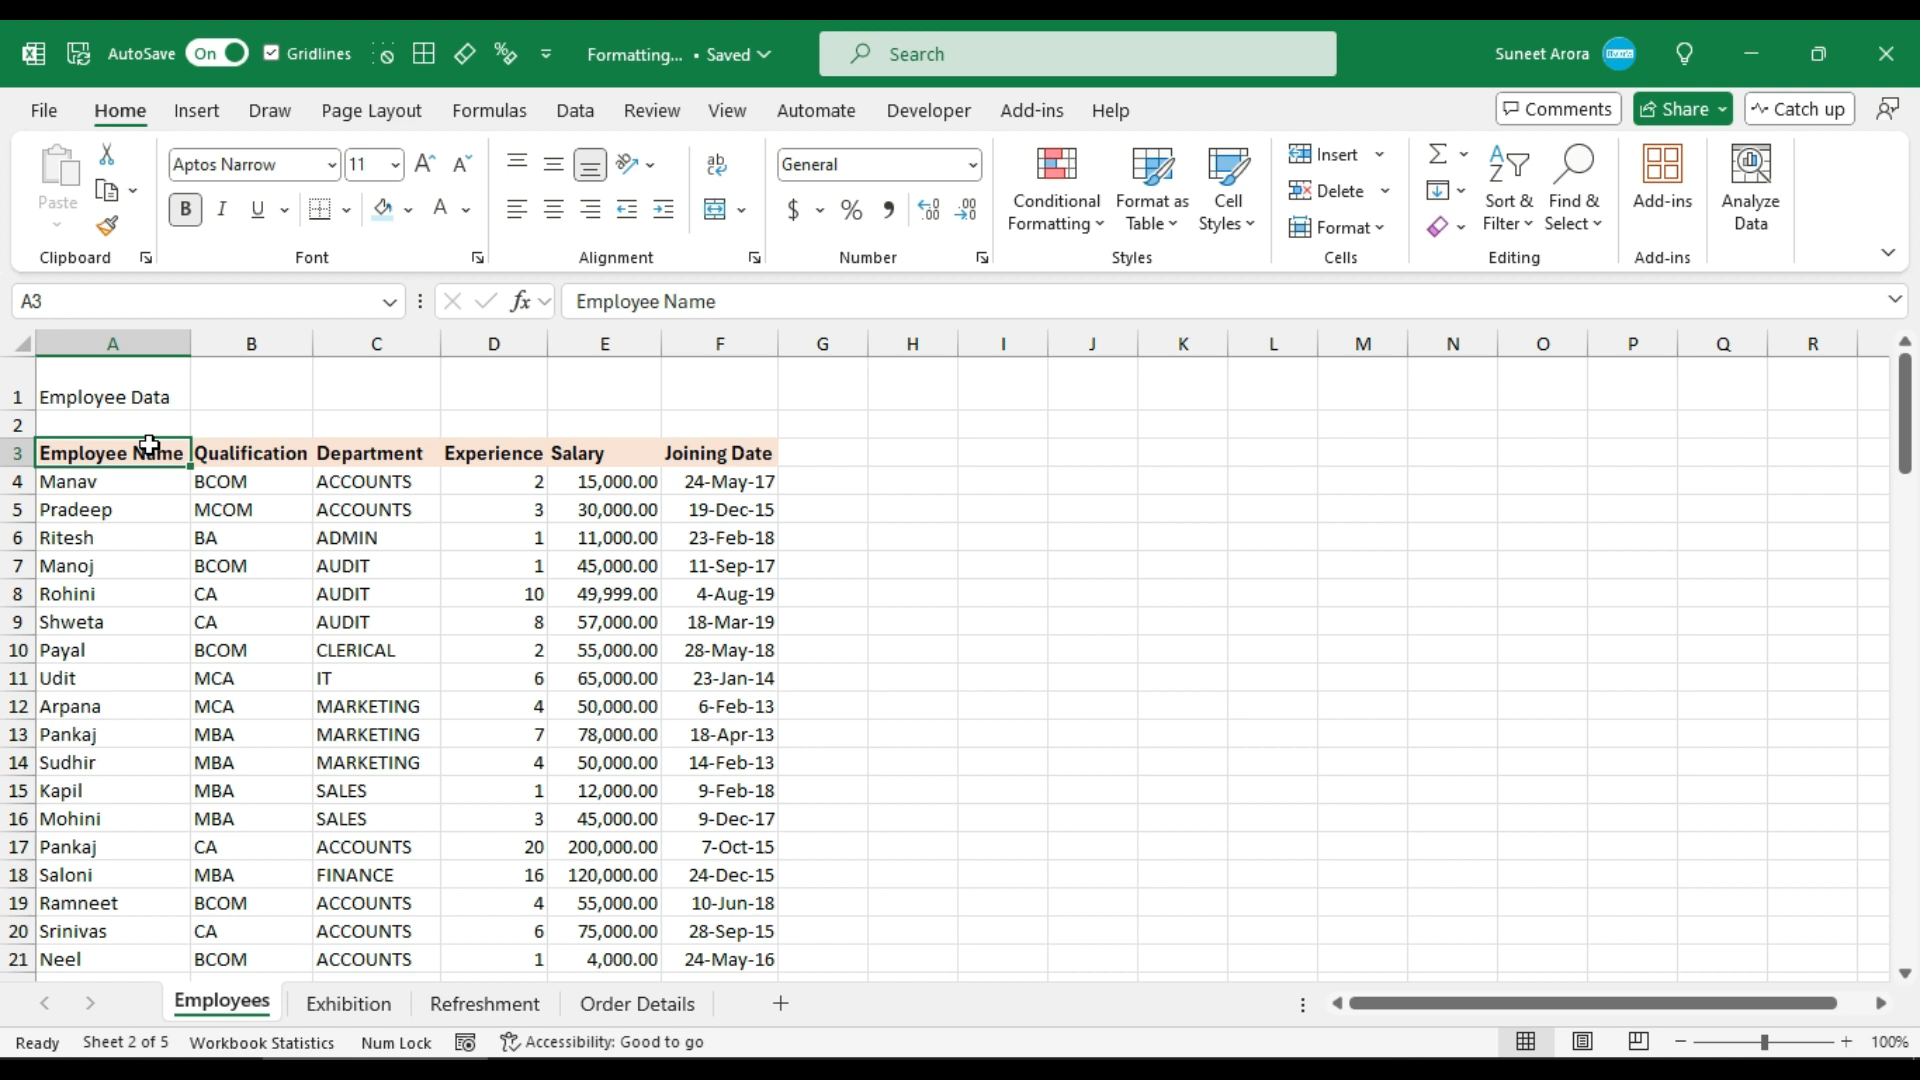 AutoSave On Gridlines Formatting... • Saved Search Suneet Arora
File Home Insert Draw Page Layout Formulas Data Review View Automate Developer Add-ins Help Comments Share Catch up
Paste Aptos Narrow 11 General Insert Delete Format
B I U A ab $ % Conditional Formatting Format as Table Cell Styles Sort & Filter Find & Select Add-ins Analyze Data
Clipboard Font Alignment Number Styles Cells Editing Add-ins
A3 fx Employee Name
A B C D E F G H I J K L M N O P Q R
1 Employee Data
2
3 Employee Name Qualification Department Experience Salary Joining Date
4 Manav BCOM ACCOUNTS 2 15,000.00 24-May-17
5 Pradeep MCOM ACCOUNTS 3 30,000.00 19-Dec-15
6 Ritesh BA ADMIN 1 11,000.00 23-Feb-18
7 Manoj BCOM AUDIT 1 45,000.00 11-Sep-17
8 Rohini CA AUDIT 10 49,999.00 4-Aug-19
9 Shweta CA AUDIT 8 57,000.00 18-Mar-19
10 Payal BCOM CLERICAL 2 55,000.00 28-May-18
11 Udit MCA IT 6 65,000.00 23-Jan-14
12 Arpana MCA MARKETING 4 50,000.00 6-Feb-13
13 Pankaj MBA MARKETING 7 78,000.00 18-Apr-13
14 Sudhir MBA MARKETING 4 50,000.00 14-Feb-13
15 Kapil MBA SALES 1 12,000.00 9-Feb-18
16 Mohini MBA SALES 3 45,000.00 9-Dec-17
17 Pankaj CA ACCOUNTS 20 200,000.00 7-Oct-15
18 Saloni MBA FINANCE 16 120,000.00 24-Dec-15
19 Ramneet BCOM ACCOUNTS 4 55,000.00 10-Jun-18
20 Srinivas CA ACCOUNTS 6 75,000.00 28-Sep-15
21 Neel BCOM ACCOUNTS 1 4,000.00 24-May-16
Employees Exhibition Refreshment Order Details
Ready Sheet 2 of 5 Workbook Statistics Num Lock Accessibility: Good to go 100%